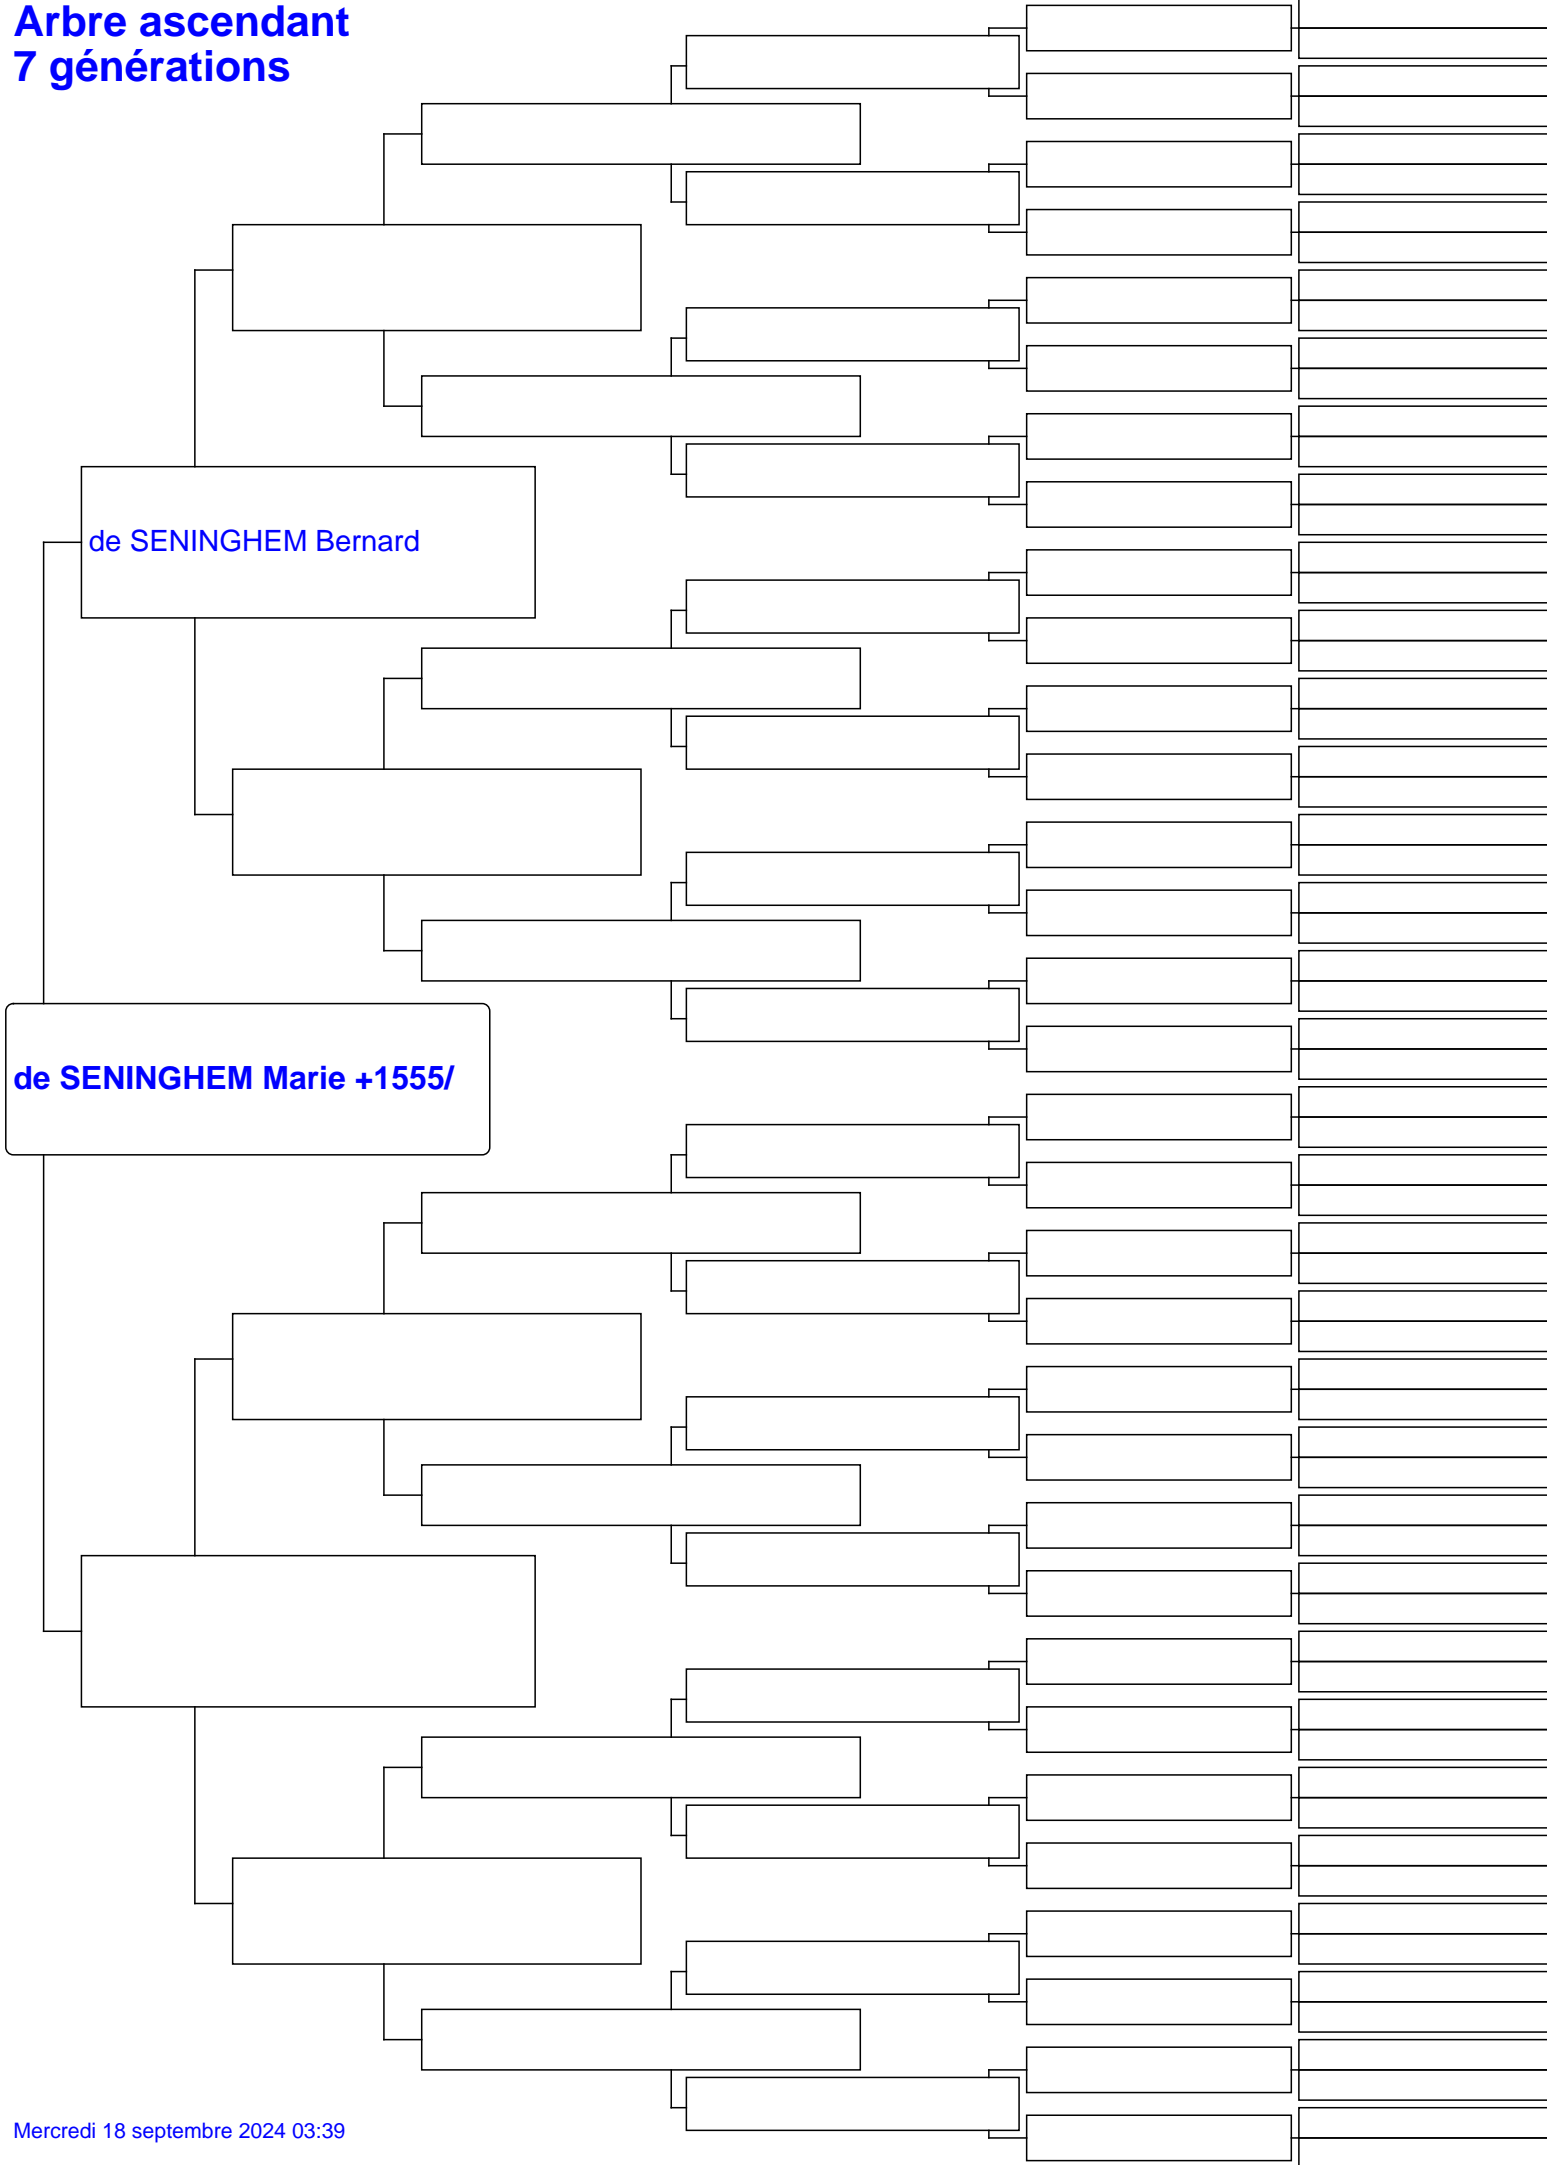 Arbre ascendant
7 générations
de SENINGHEM Bernard
de SENINGHEM Marie +1555/
Mercredi 18 septembre 2024 03:39